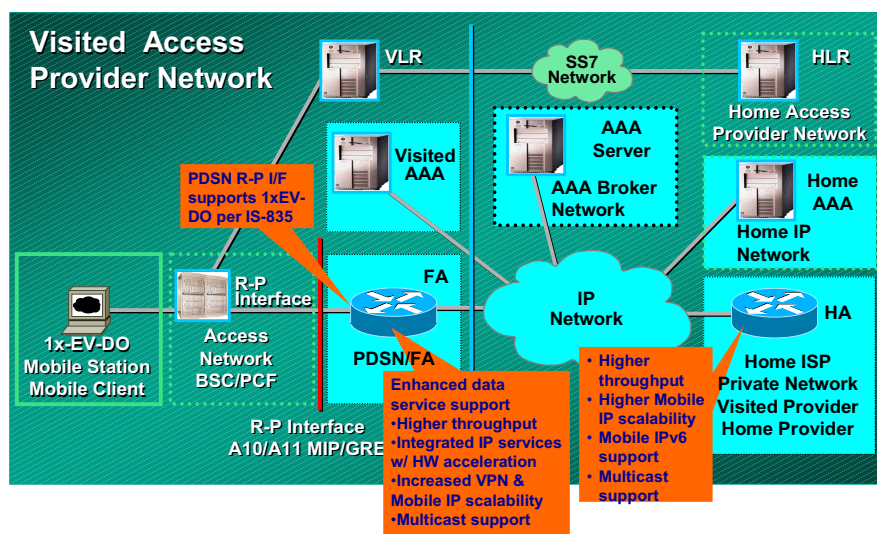 Visited Access
Provider Network
VLR
SS7
Network
HLR
Home Access
Provider Network
Visited
AAA
AAA
Server
AAA Broker
Network
Home
AAA
Home IP
Network
PDSN R-P I/F
supports 1xEV-
DO per IS-835
R-P
Interface
FA
IP
Network
HA
1x-EV-DO
Mobile Station
Mobile Client
Access
Network
BSC/PCF
PDSN/FA
Home ISP
Private Network
Visited Provider
Home Provider
R-P Interface
A10/A11 MIP/GRE
Enhanced data
service support
•Higher throughput
•Integrated IP services
w/ HW acceleration
•Increased VPN &
Mobile IP scalability
•Multicast support
• Higher
throughput
• Higher Mobile
IP scalability
• Mobile IPv6
support
• Multicast
support